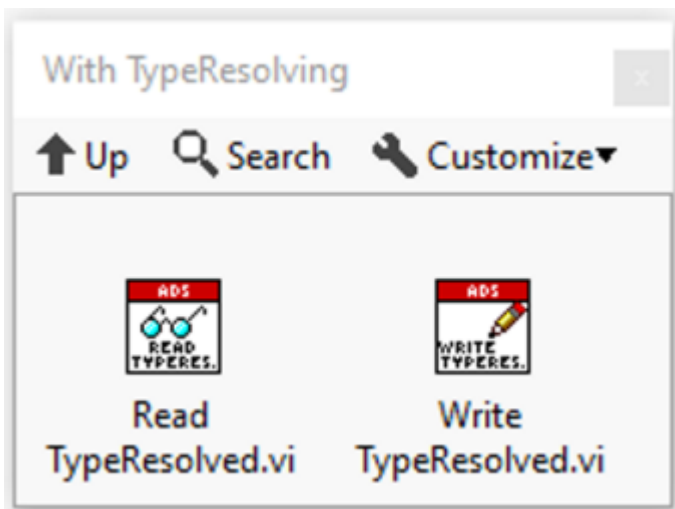 With TypeResolving
x
Up Search Customize
ADS
READ
TYPERES.
ADS
WRITE
TYPERES.
Read
TypeResolved.vi
Write
TypeResolved.vi